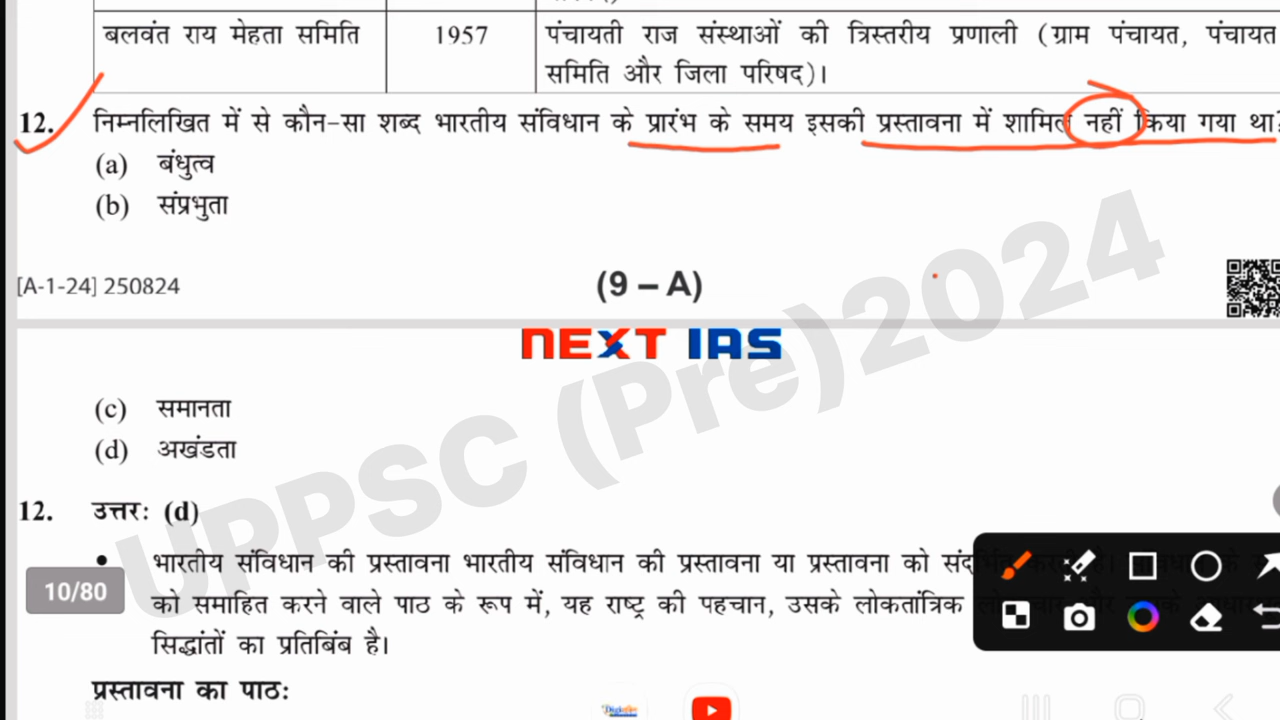 बलवंत राय मेहता समिति 1957 पंचायती राज संस्थाओं की त्रिस्तरीय प्रणाली (ग्राम पंचायत, पंचायत
समिति और जिला परिषद)।
12. निम्नलिखित में से कौन-सा शब्द भारतीय संविधान के प्रारंभ के समय इसकी प्रस्तावना में शामिल नहीं किया गया था?
(a) बंधुत्व
(b) संप्रभुता
[A-1-24] 250824
(9 – A)
UPPSC (Pre) 2024
NEXT IAS
(c) समानता
(d) अखंडता
12. उत्तरः (d)
• भारतीय संविधान की प्रस्तावना भारतीय संविधान की प्रस्तावना या प्रस्तावना को
10/80
को समाहित करने वाले पाठ के रूप में, यह राष्ट्र की पहचान, उसके लोकतांत्रिक
सिद्धांतों का प्रतिबिंब है।
प्रस्तावना का पाठः